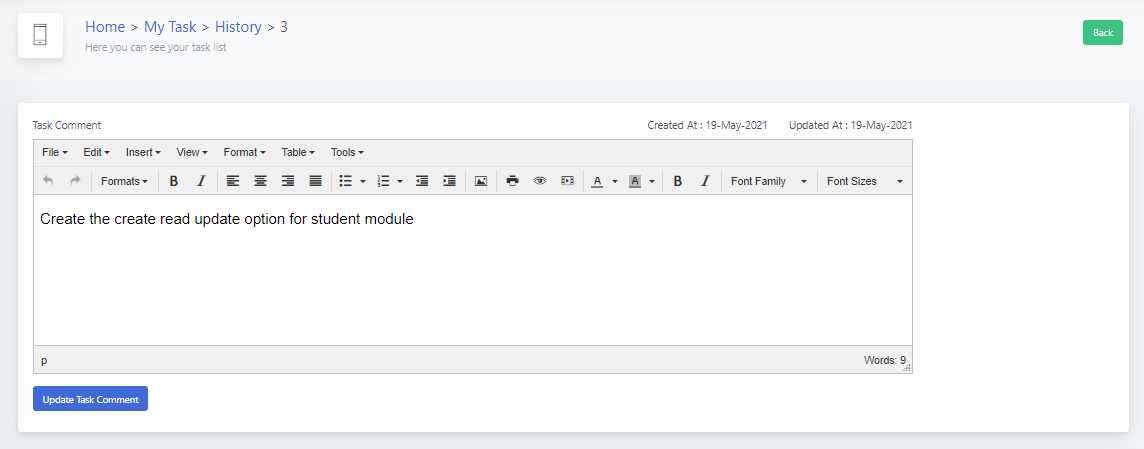 Home > My Task > History > 3
Here you can see your task list
Back
Task Comment
Created At : 19-May-2021 Updated At : 19-May-2021
File Edit Insert View Format Table Tools
Formats B I A A B I Font Family Font Sizes
Create the create read update option for student module
p Words: 9
Update Task Comment